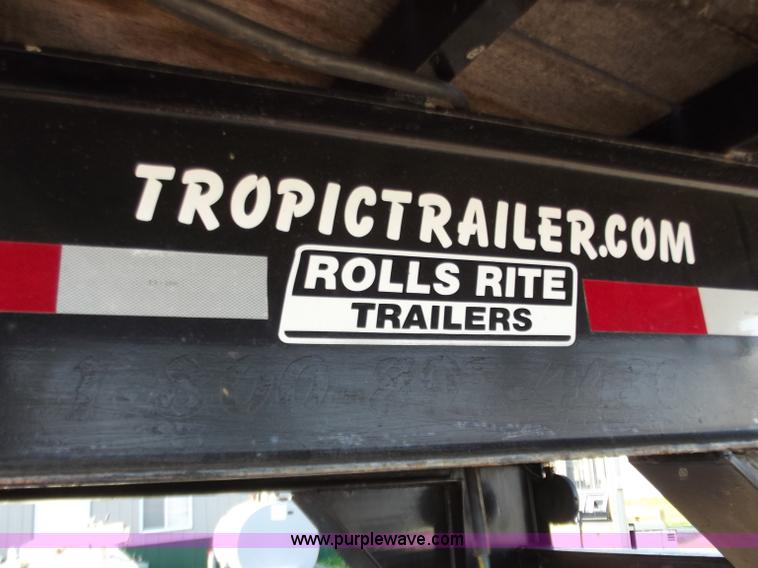 TROPICTRAILER.COM
ROLLS RITE
TRAILERS
www.purplewave.com